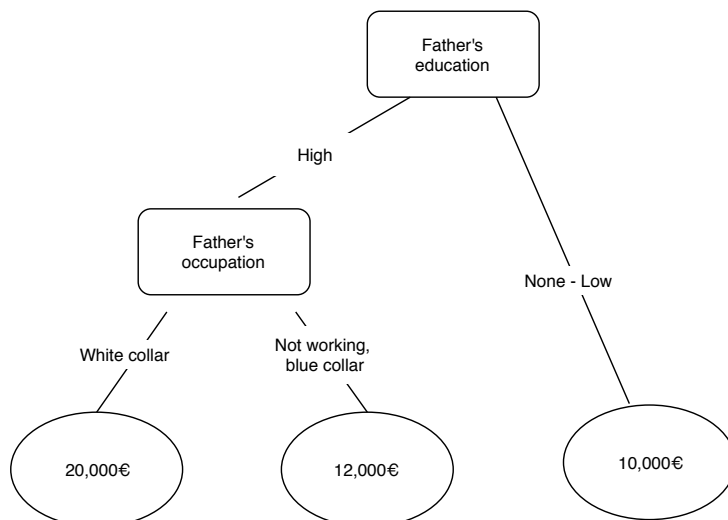 Father's
education
High
Father's
occupation
None - Low
White collar
Not working,
blue collar
20,000€
12,000€
10,000€